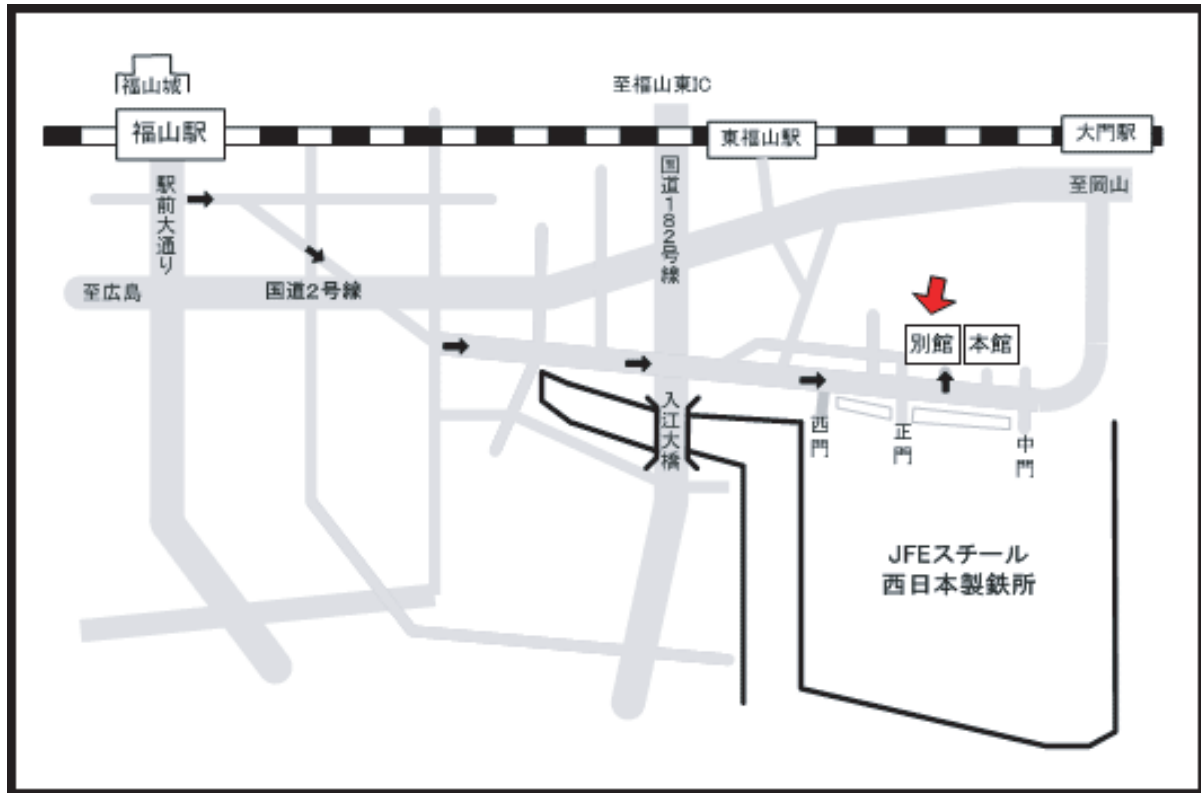 福山城
至福山東IC
福山駅
東福山駅
大門駅
駅前大通り
国道182号線
至岡山
至広島
国道2号線
別館
本館
入江大橋
西門
正門
中門
JFEスチール
西日本製鉄所